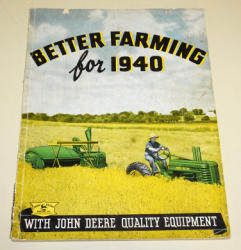 BETTER FARMING
for 1940
WITH JOHN DEERE QUALITY EQUIPMENT